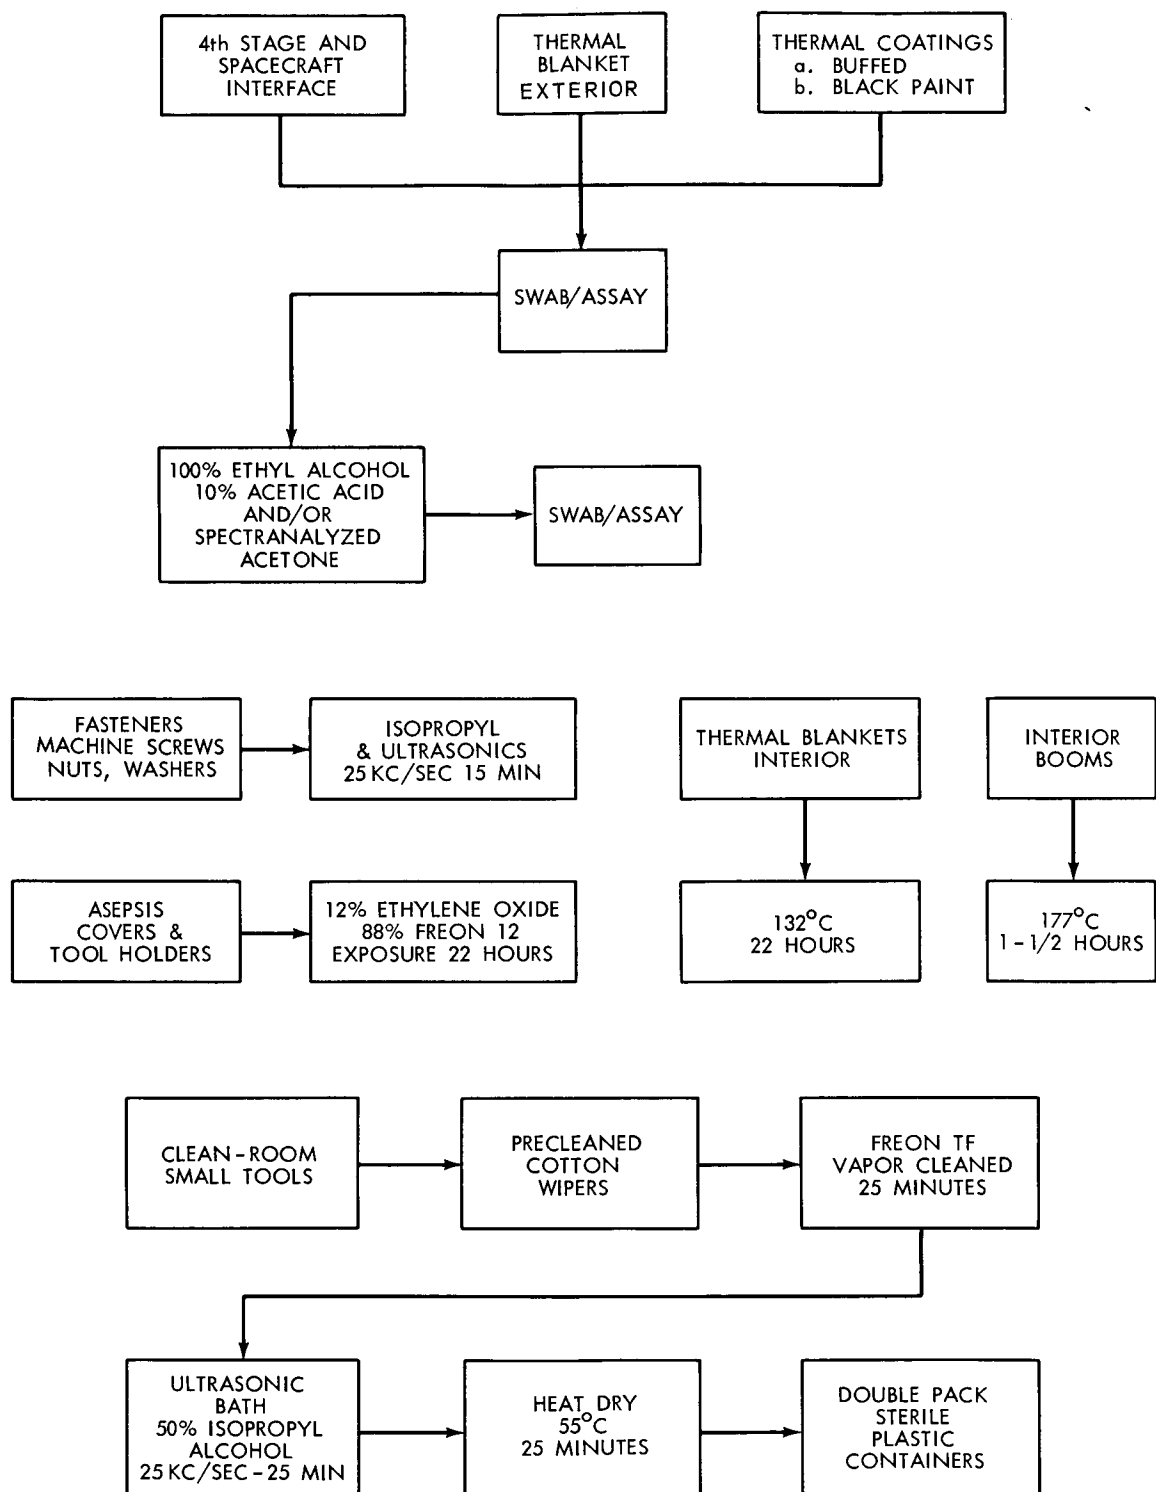 4th STAGE AND
SPACECRAFT
INTERFACE
THERMAL
BLANKET
EXTERIOR
THERMAL COATINGS
a. BUFFED
b. BLACK PAINT
SWAB/ASSAY
100% ETHYL ALCOHOL
10% ACETIC ACID
AND/OR
SPECTRANALYZED
ACETONE
SWAB/ASSAY
FASTENERS
MACHINE SCREWS
NUTS, WASHERS
ISOPROPYL
& ULTRASONICS
25 KC/SEC 15 MIN
THERMAL BLANKETS
INTERIOR
INTERIOR
BOOMS
ASEPSIS
COVERS &
TOOL HOLDERS
12% ETHYLENE OXIDE
88% FREON 12
EXPOSURE 22 HOURS
132°C
22 HOURS
177°C
1-1/2 HOURS
CLEAN-ROOM
SMALL TOOLS
PRECLEANED
COTTON
WIPERS
FREON TF
VAPOR CLEANED
25 MINUTES
ULTRASONIC
BATH
50% ISOPROPYL
ALCOHOL
25 KC/SEC-25 MIN
HEAT DRY
55°C
25 MINUTES
DOUBLE PACK
STERILE
PLASTIC
CONTAINERS